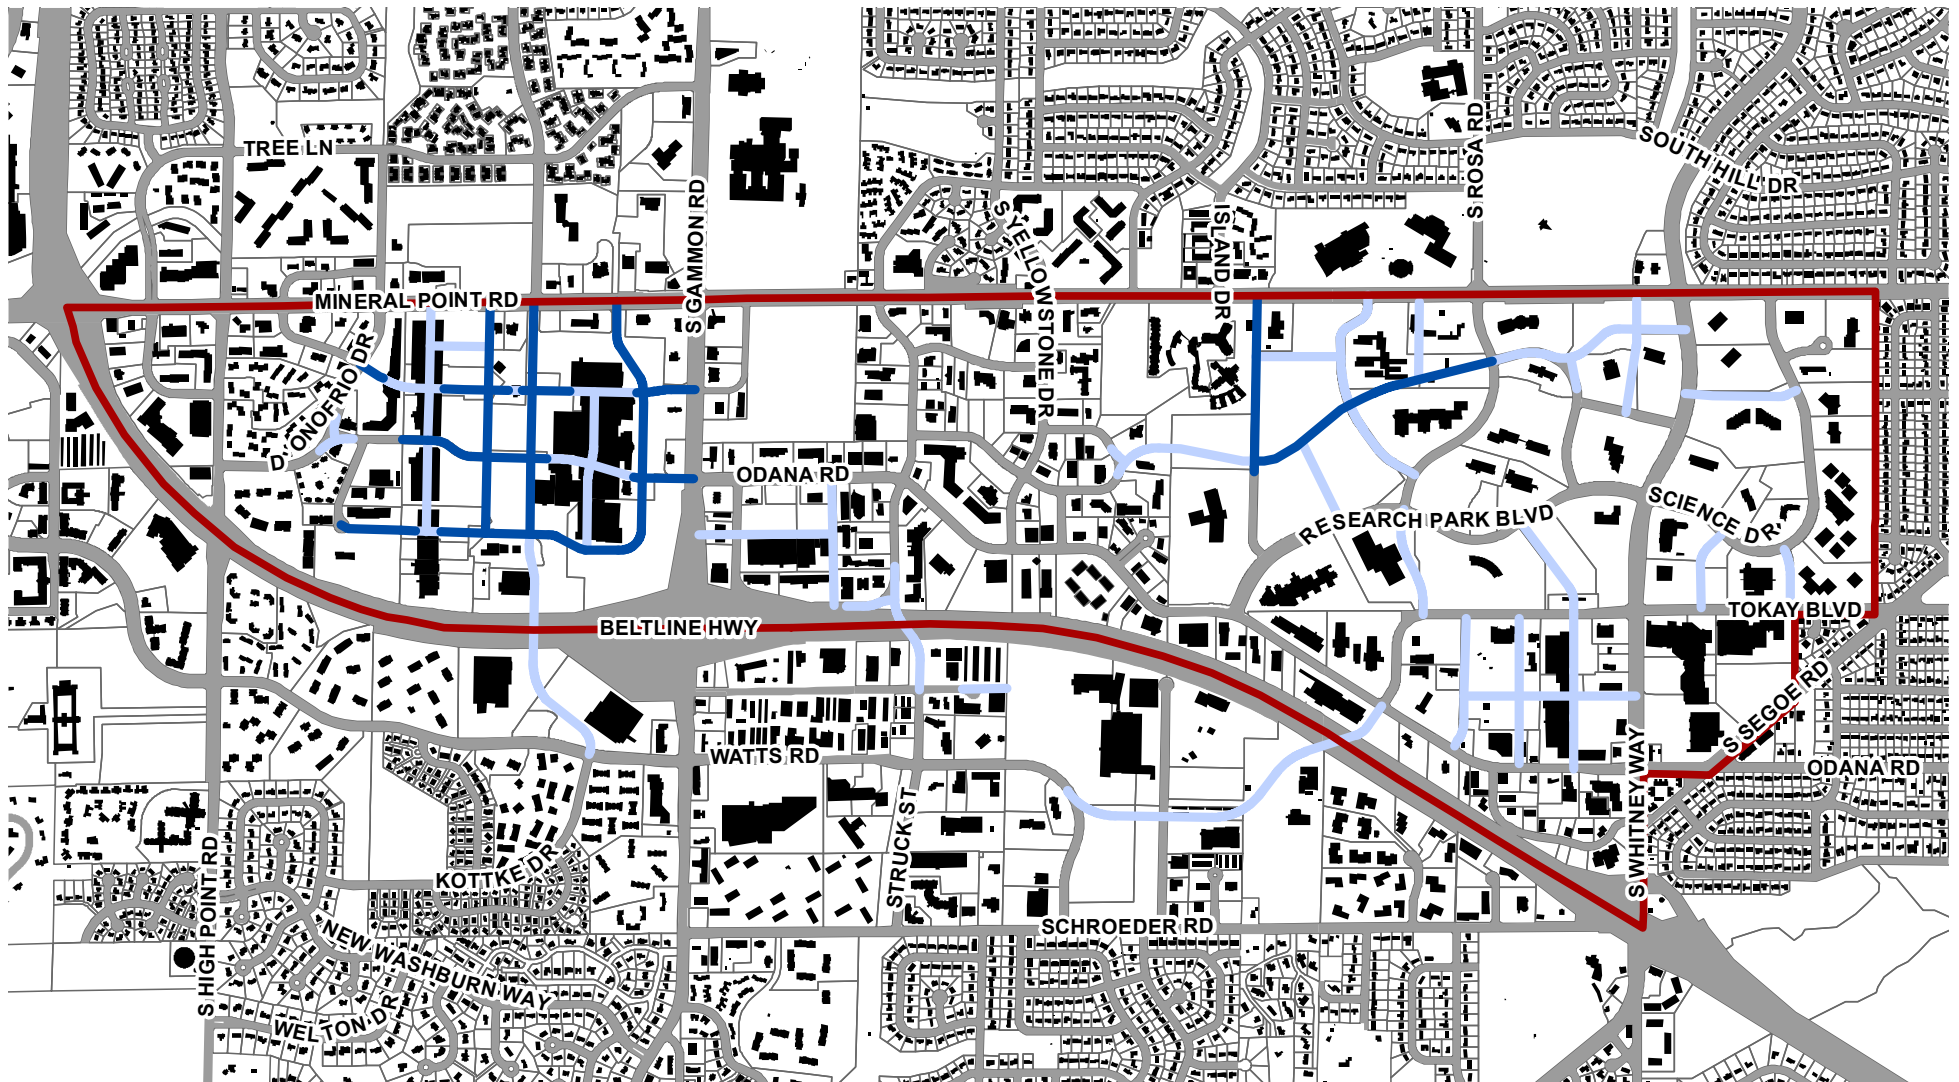 TREE LN
SOUTH HILL DR
S ROSA RD
S GAMMON RD
S YELLOWSTONE DR
ISLAND DR
MINERAL POINT RD
D'ONOFRIO DR
ODANA RD
RESEARCH PARK BLVD
SCIENCE DR
TOKAY BLVD
BELTLINE HWY
S SEGOE RD
WATTS RD
ODANA RD
S WHITNEY WAY
STRUCK ST
KOTTKE DR
S HIGH POINT RD
SCHROEDER RD
NEW WASHBURN WAY
WELTON DR